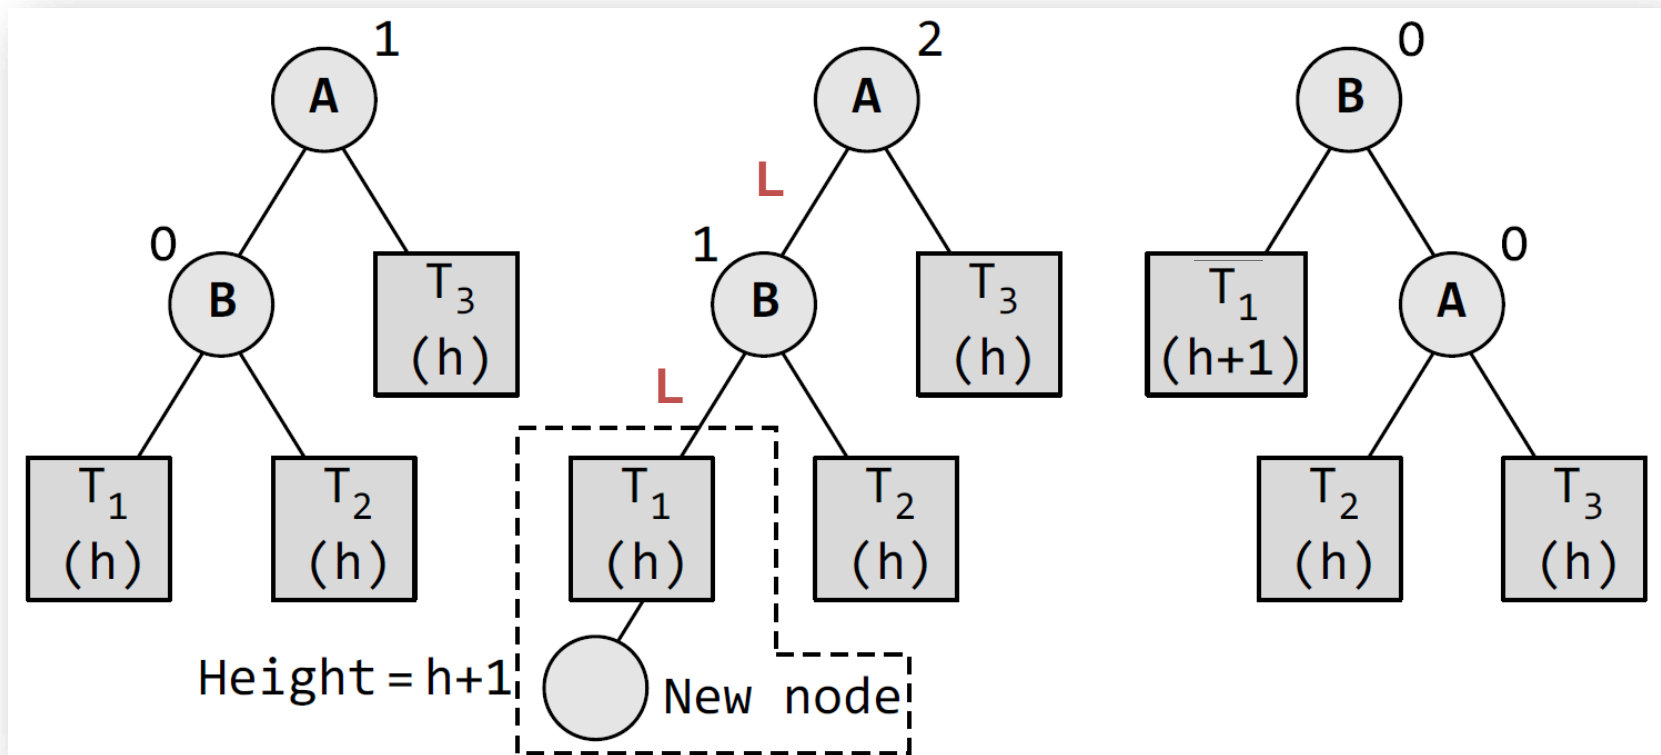 1
A
0
B
T3
(h)
T1
(h)
T2
(h)
2
A
L
1
B
T3
(h)
L
T1
(h)
T2
(h)
Height = h+1
New node
0
B
T1
(h+1)
0
A
T2
(h)
T3
(h)